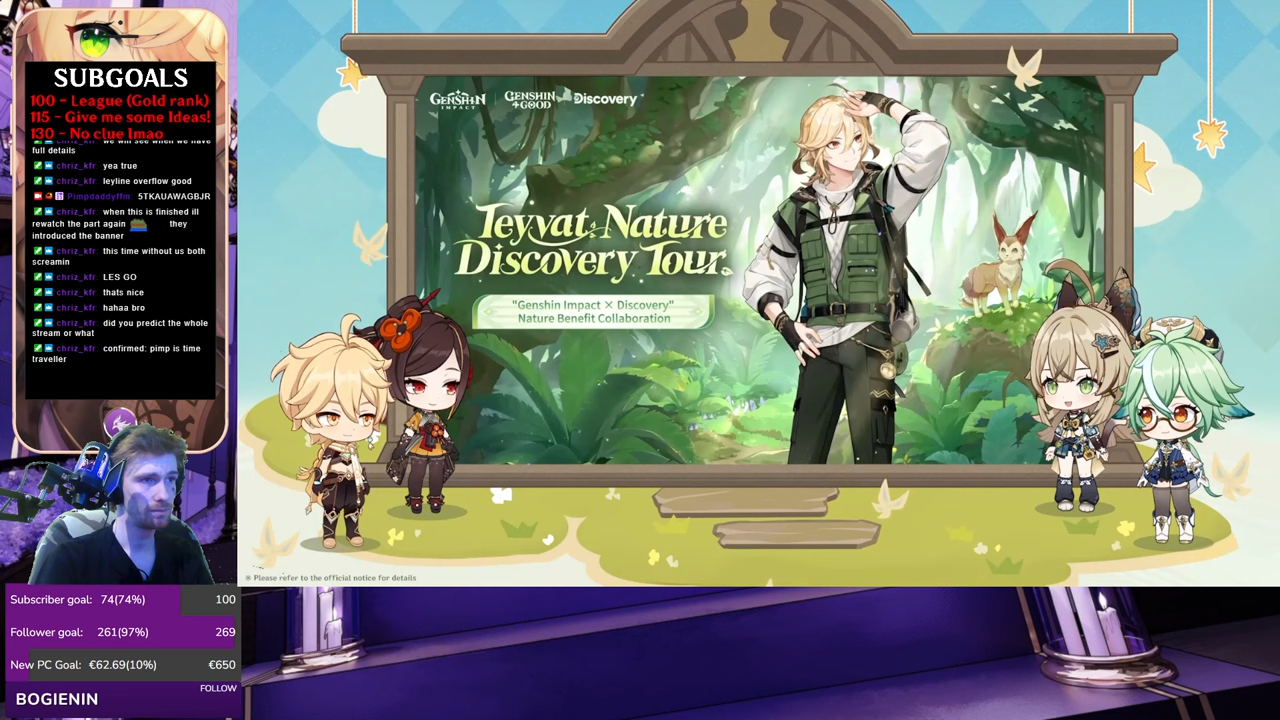 SUBGOALS
100 - League (Gold rank)
115 - Give me some Ideas!
130 - No clue lmao
chriz_kfr: we will see when we have
full details
chriz_kfr: yea true
chriz_kfr: leyline overflow good
Pimpdaddyffm: 5TKAUAWAGBJR
chriz_kfr: when this is finished ill
rewatch the part again they
introduced the banner
chriz_kfr: this time without us both
screamin
chriz_kfr: LES GO
chriz_kfr: thats nice
chriz_kfr: hahaa bro
chriz_kfr: did you predict the whole
stream or what
chriz_kfr: confirmed: pimp is time
traveller
GENSHIN IMPACT
GENSHIN 4 GOOD
Discovery
Teyvat Nature
Discovery Tour
"Genshin Impact × Discovery"
Nature Benefit Collaboration
※ Please refer to the official notice for details
Subscriber goal: 74(74%) 100
Follower goal: 261(97%) 269
New PC Goal: €62.69(10%) €650
FOLLOW
BOGIENIN